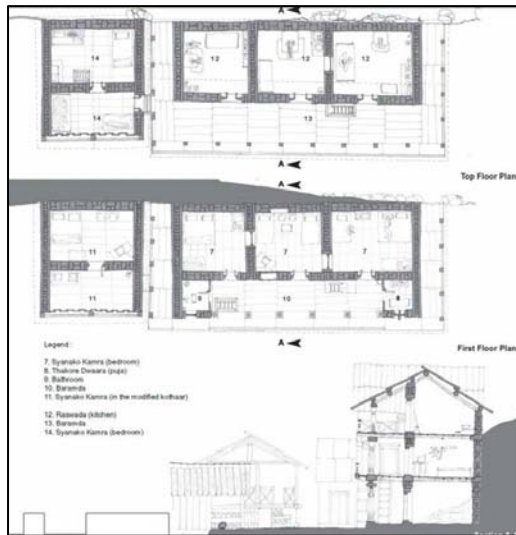 A
14
12
12
12
14
13
A
Top Floor Plan
A
11
7
7
7
11
9
10
8
A
First Floor Plan
Legend:
7. Syanako Kamra (bedroom)
8. Thakore Dwaara (puja)
9. Bathroom
10. Baramda
11. Syanako Kamra (in the modified kothaar)
12. Raswada (kitchen)
13. Baramda
14. Syanako Kamra (bedroom)